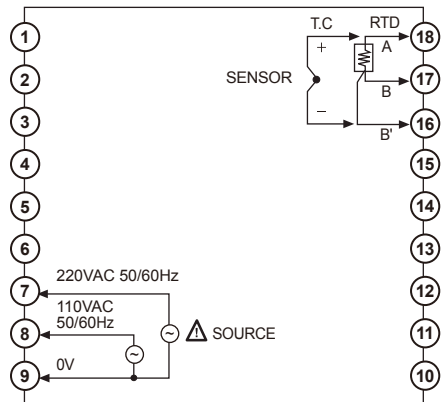 1
T.C
RTD
18
+
A
2
SENSOR
17
−
B
3
B'
16
4
15
5
14
6
13
7
220VAC 50/60Hz
12
110VAC
50/60Hz
8
~
~
! SOURCE
11
9
0V
10